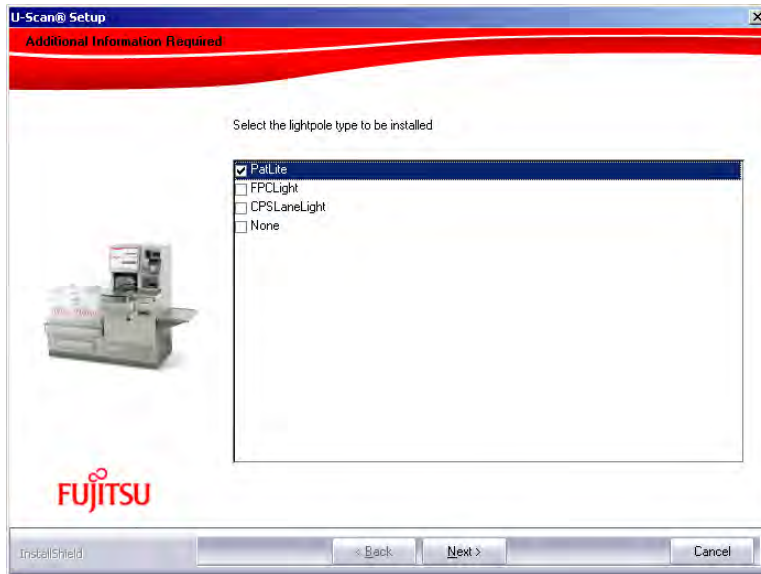 U-Scan® Setup
Additional Information Required
Select the lightpole type to be installed
PatLite
FPCLight
CPSLaneLight
None
FUJITSU
InstallShield
< Back
Next >
Cancel